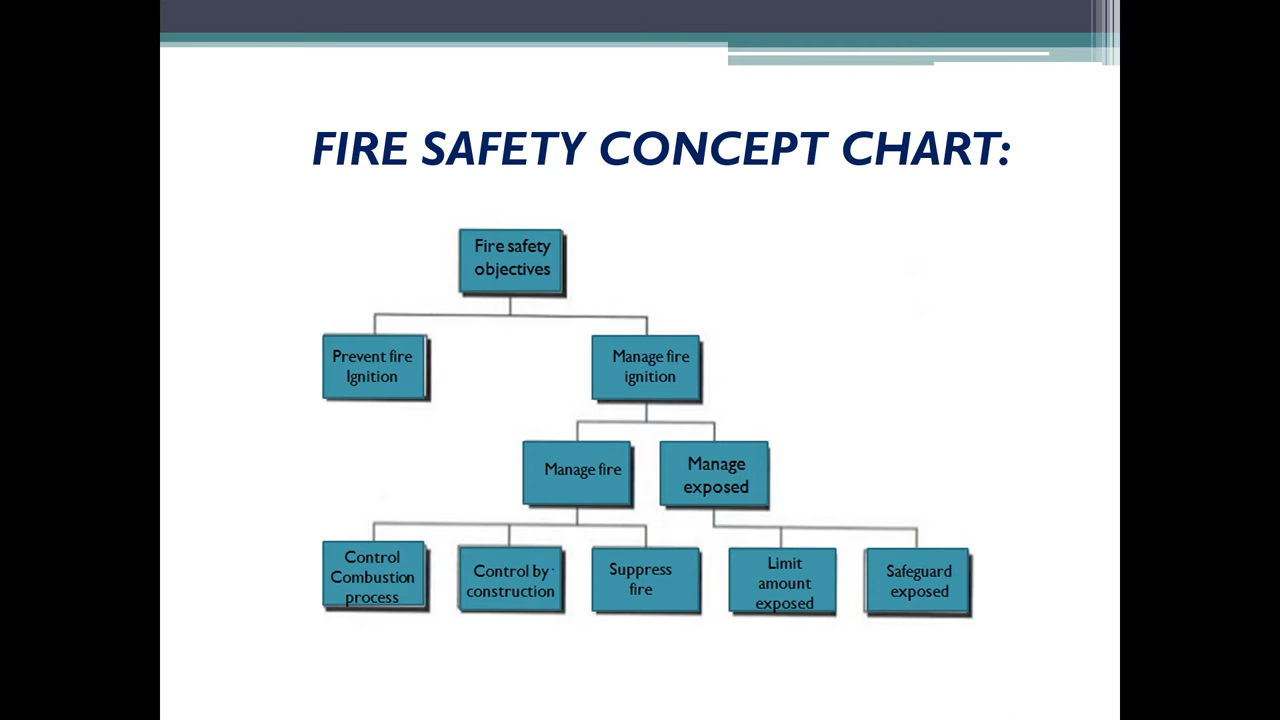 FIRE SAFETY CONCEPT CHART:
Fire safety
objectives
Prevent fire
Ignition
Manage fire
ignition
Manage fire
Manage
exposed
Control
Combustion
process
Control by
construction
Suppress
fire
Limit
amount
exposed
Safeguard
exposed